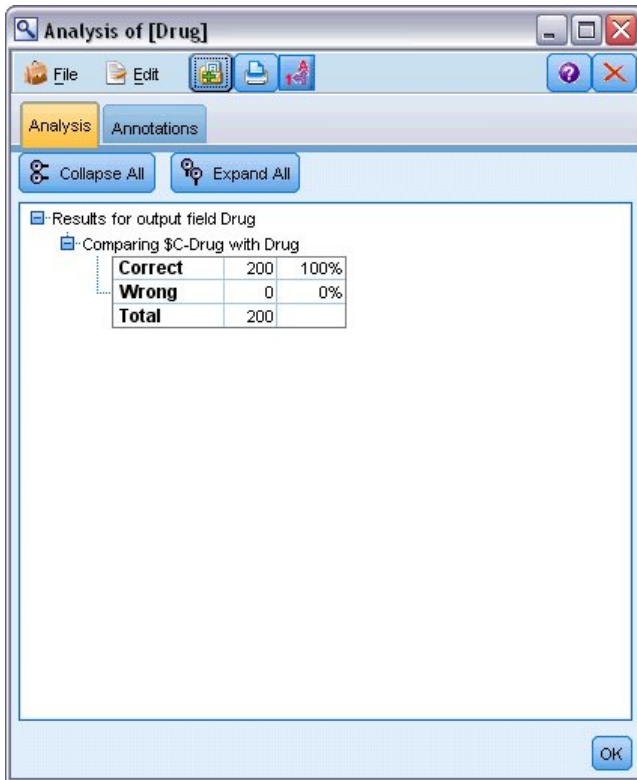 Analysis of [Drug]
File Edit
Analysis Annotations
Collapse All Expand All
Results for output field Drug
Comparing $C-Drug with Drug
Correct 200 100%
Wrong 0 0%
Total 200
OK